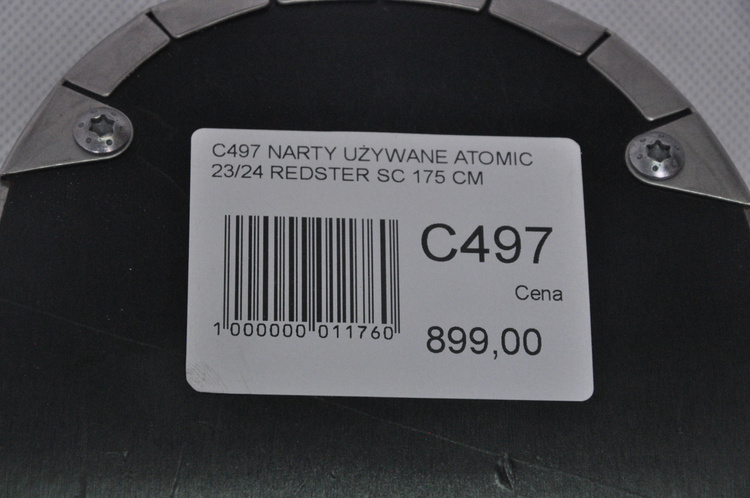 C497 NARTY UŻYWANE ATOMIC
23/24 REDSTER SC 175 CM
C497
Cena
899,00
1 000000 011760